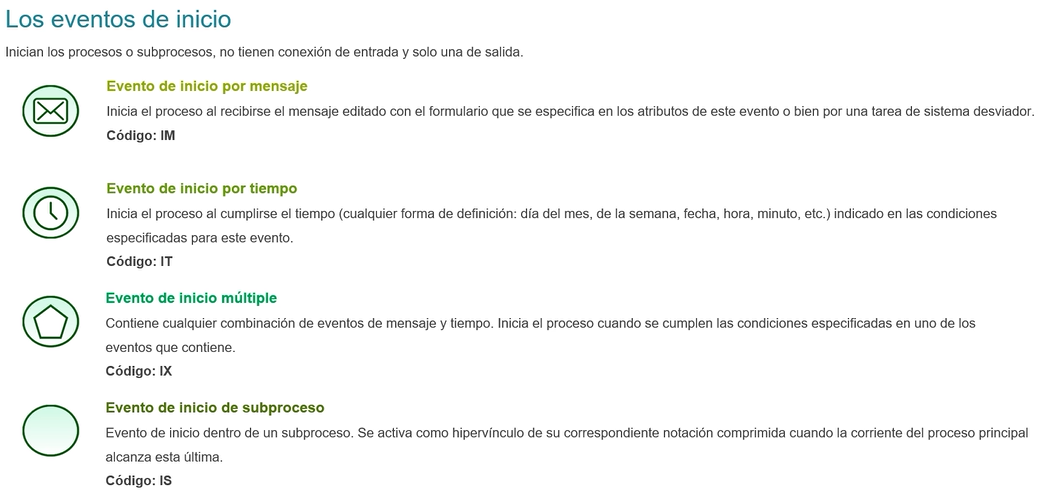 Los eventos de inicio
Inician los procesos o subprocesos, no tienen conexión de entrada y solo una de salida.
Evento de inicio por mensaje
Inicia el proceso al recibirse el mensaje editado con el formulario que se especifica en los atributos de este evento o bien por una tarea de sistema desviador.
Código: IM
Evento de inicio por tiempo
Inicia el proceso al cumplirse el tiempo (cualquier forma de definición: día del mes, de la semana, fecha, hora, minuto, etc.) indicado en las condiciones
especificadas para este evento.
Código: IT
Evento de inicio múltiple
Contiene cualquier combinación de eventos de mensaje y tiempo. Inicia el proceso cuando se cumplen las condiciones especificadas en uno de los
eventos que contiene.
Código: IX
Evento de inicio de subproceso
Evento de inicio dentro de un subproceso. Se activa como hipervínculo de su correspondiente notación comprimida cuando la corriente del proceso principal
alcanza esta última.
Código: IS